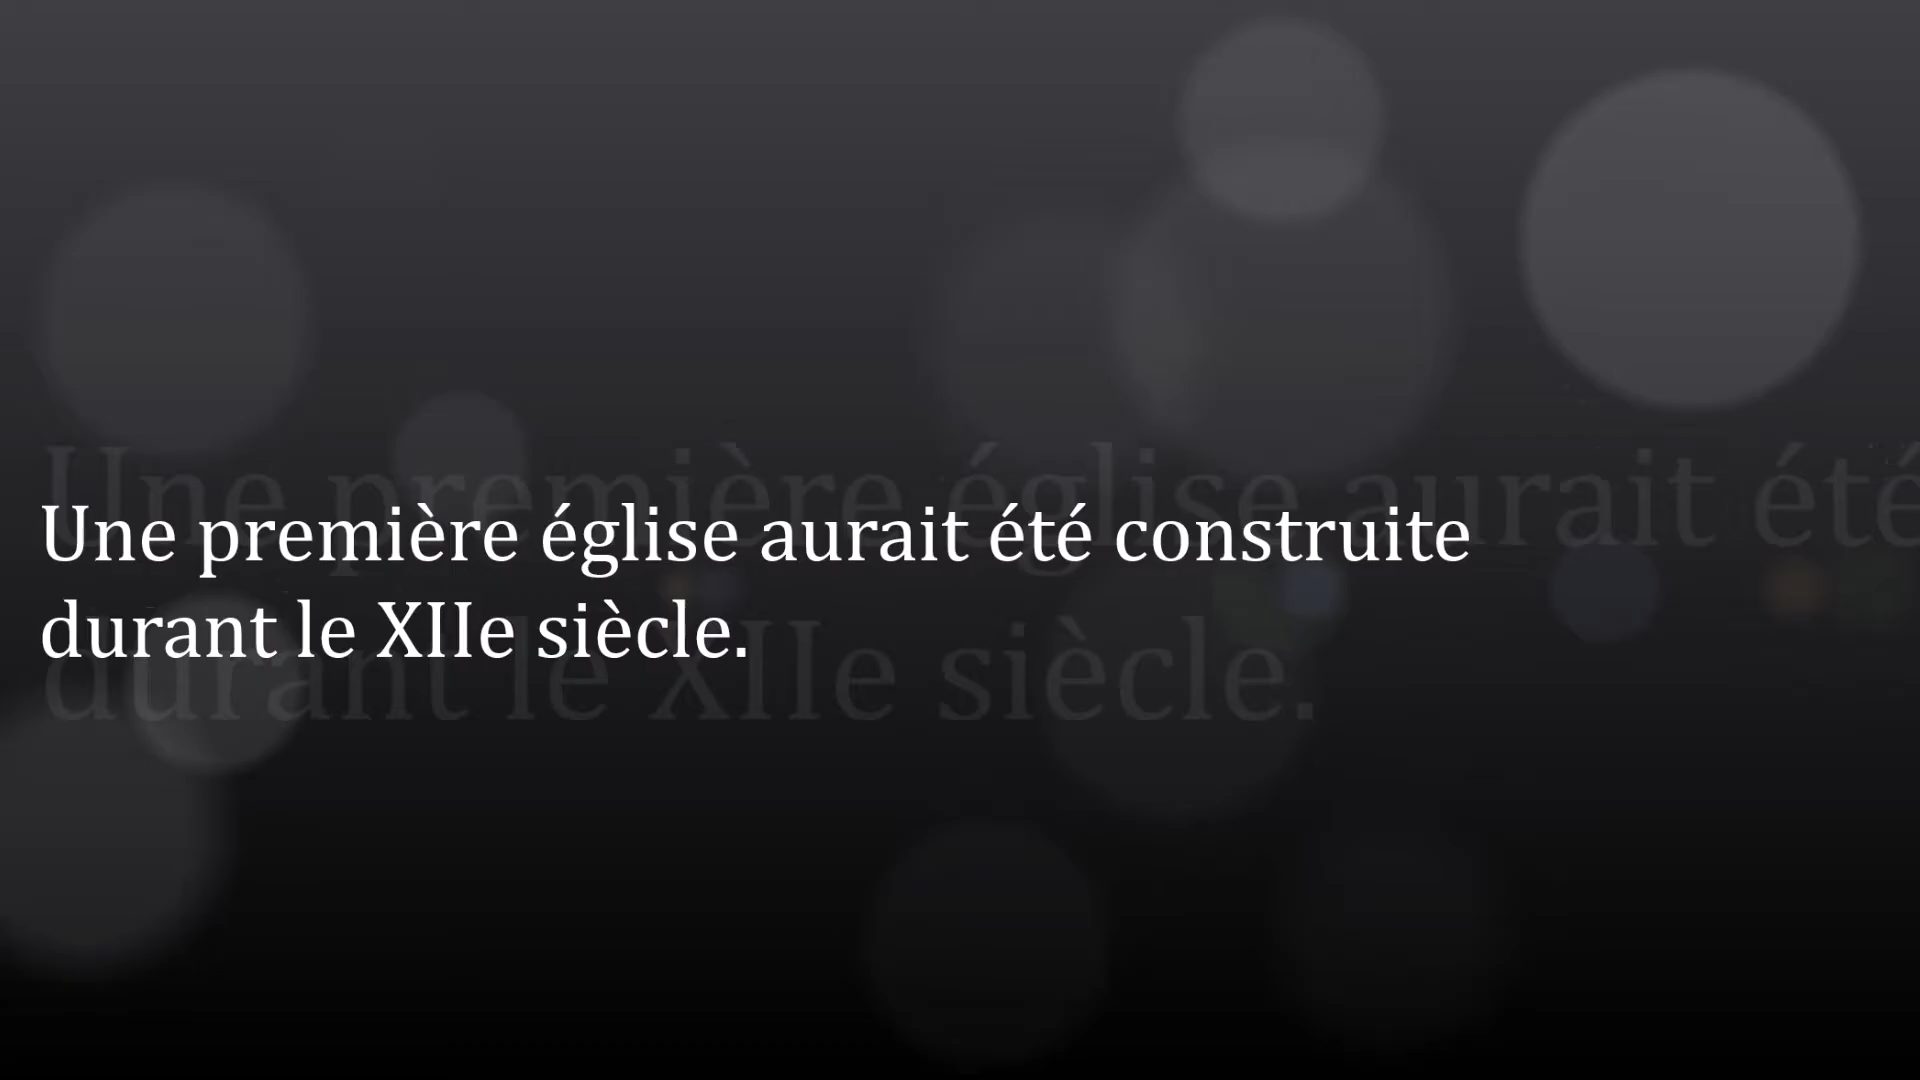 Une première église aurait été construite
durant le XIIe siècle.